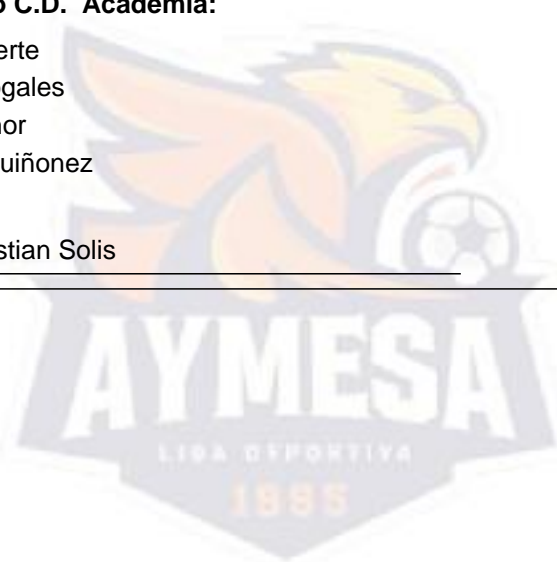 o C.D. Academia:
erte
gales
nor
uiñonez
stian Solis
AYMESA
LIGA DEPORTIVA
1995